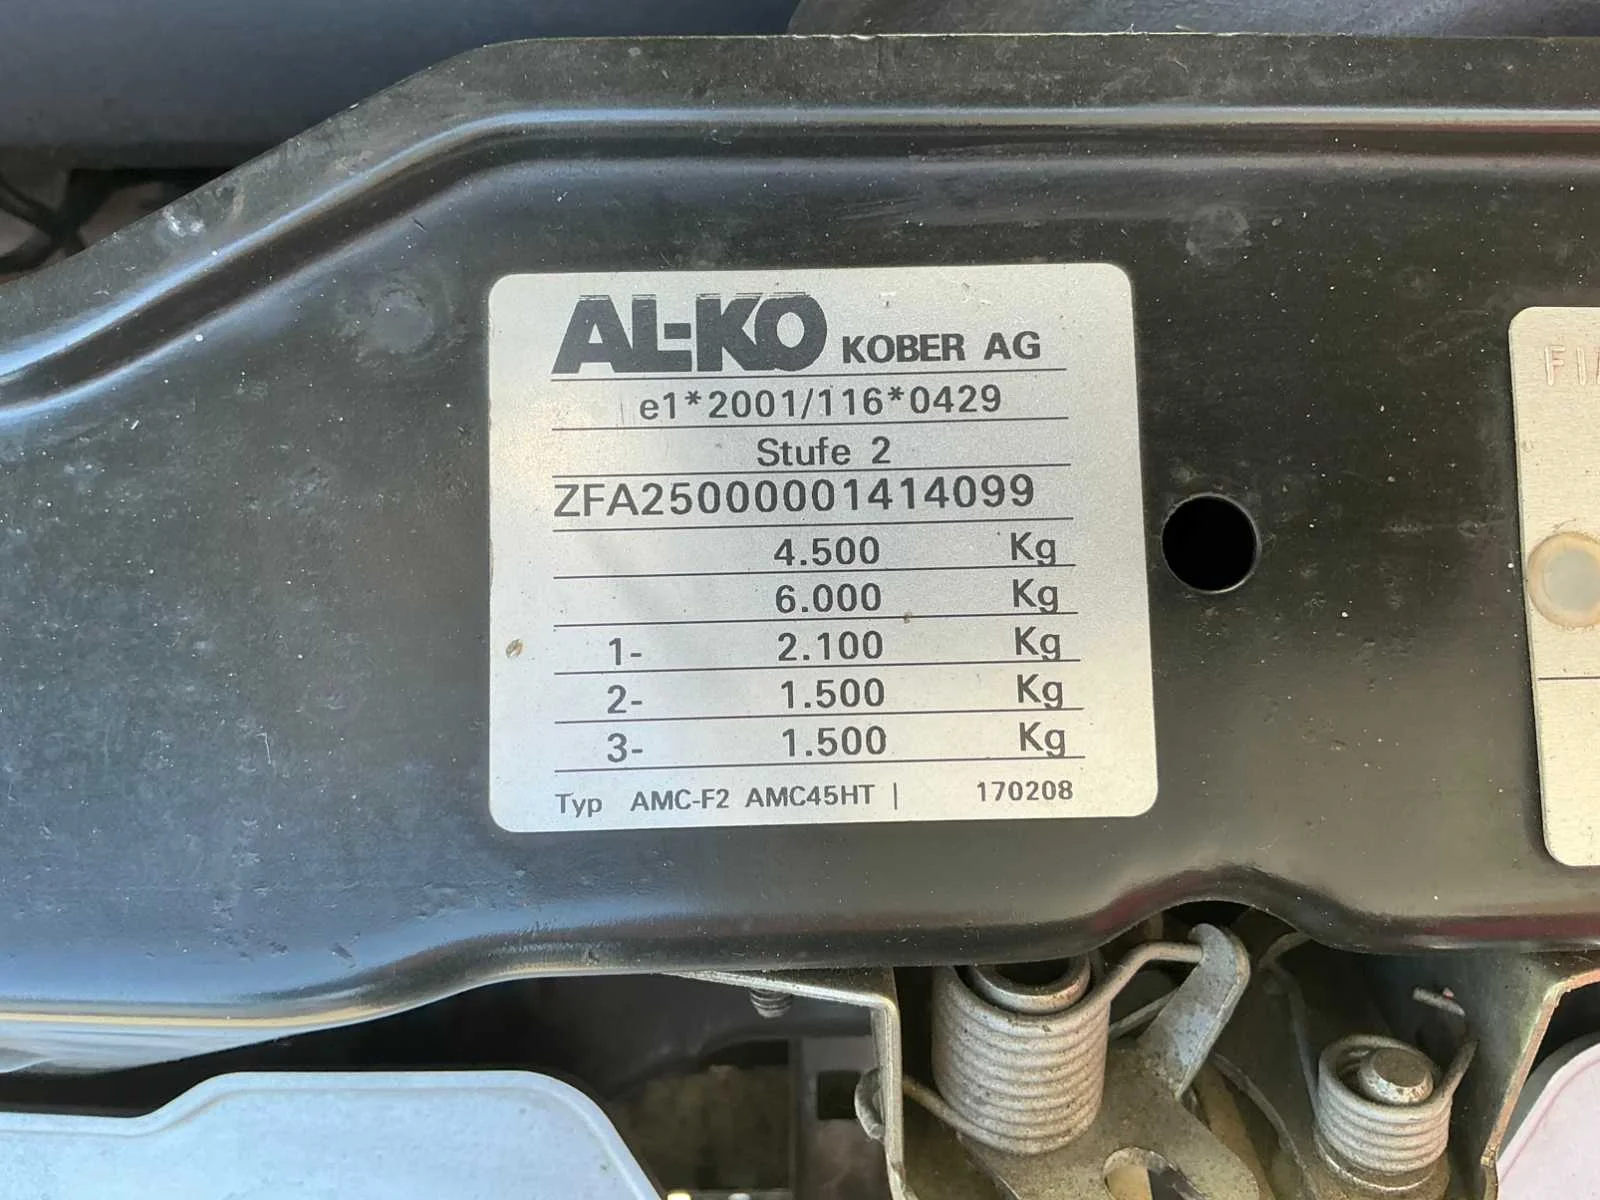 AL-KO KOBER AG
e1*2001/116*0429
Stufe 2
ZFA25000001414099
4.500 Kg
6.000 Kg
1- 2.100 Kg
2- 1.500 Kg
3- 1.500 Kg
Typ AMC-F2 AMC45HT | 170208